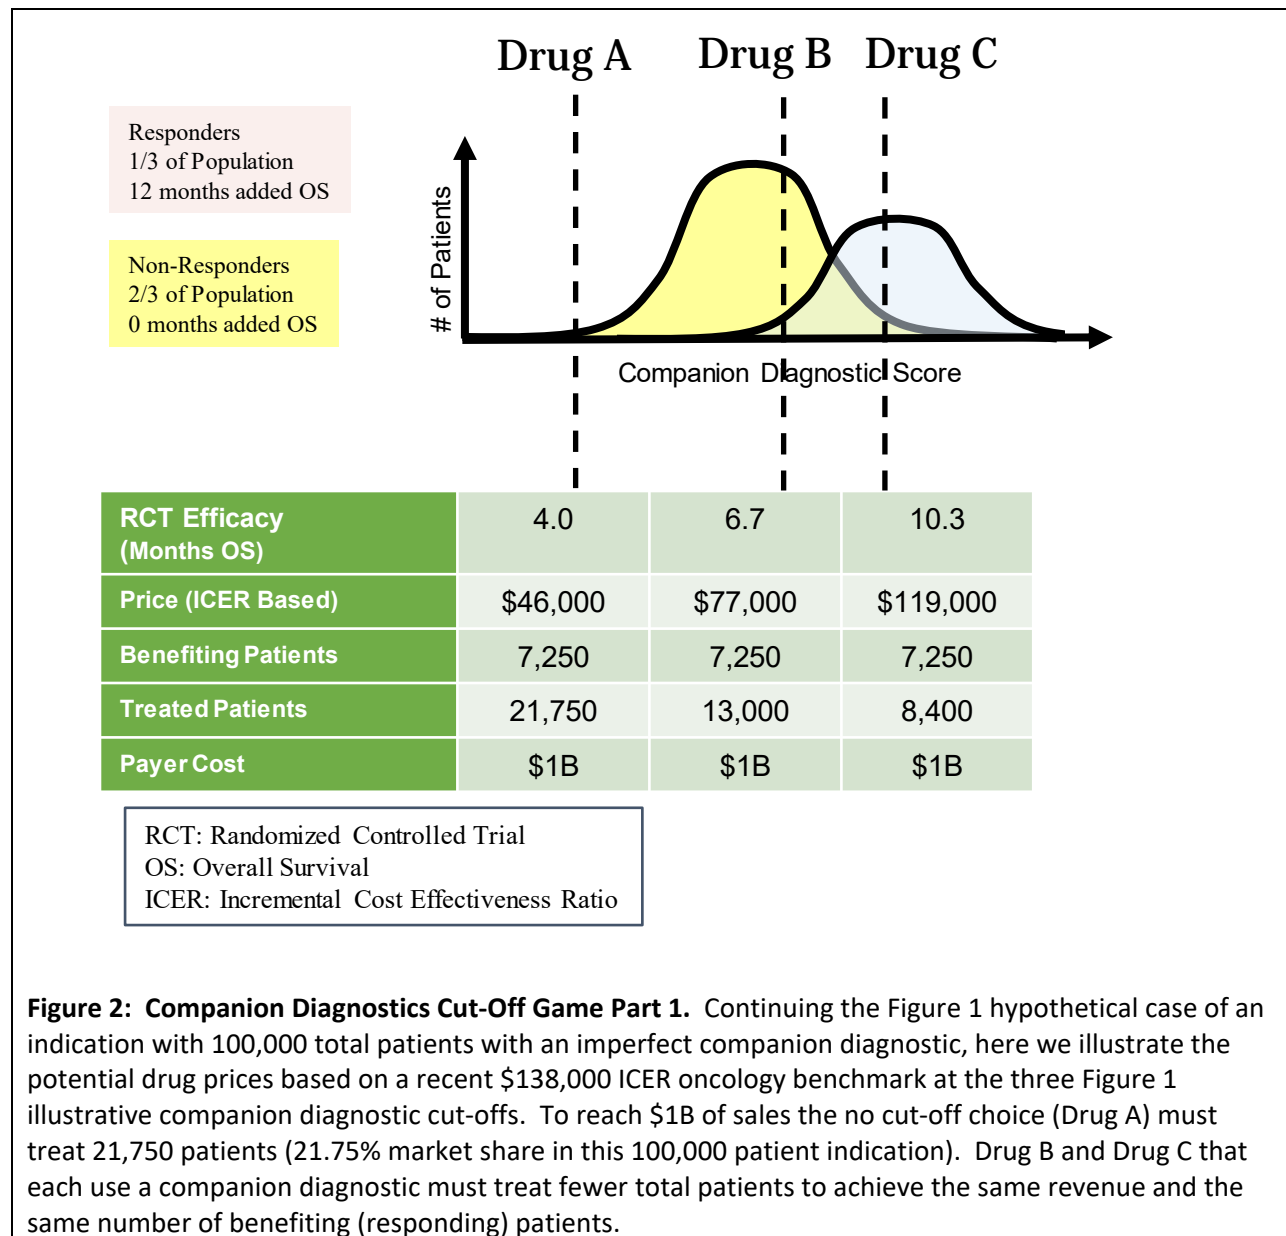 Drug A Drug B Drug C
Responders
1/3 of Population
12 months added OS
Non-Responders
2/3 of Population
0 months added OS
# of Patients
Companion Diagnostic Score
RCT Efficacy
(Months OS)
4.0 6.7 10.3
Price (ICER Based) $46,000 $77,000 $119,000
Benefiting Patients 7,250 7,250 7,250
Treated Patients 21,750 13,000 8,400
Payer Cost $1B $1B $1B
RCT: Randomized Controlled Trial
OS: Overall Survival
ICER: Incremental Cost Effectiveness Ratio
Figure 2: Companion Diagnostics Cut-Off Game Part 1. Continuing the Figure 1 hypothetical case of an
indication with 100,000 total patients with an imperfect companion diagnostic, here we illustrate the
potential drug prices based on a recent $138,000 ICER oncology benchmark at the three Figure 1
illustrative companion diagnostic cut-offs. To reach $1B of sales the no cut-off choice (Drug A) must
treat 21,750 patients (21.75% market share in this 100,000 patient indication). Drug B and Drug C that
each use a companion diagnostic must treat fewer total patients to achieve the same revenue and the
same number of benefiting (responding) patients.